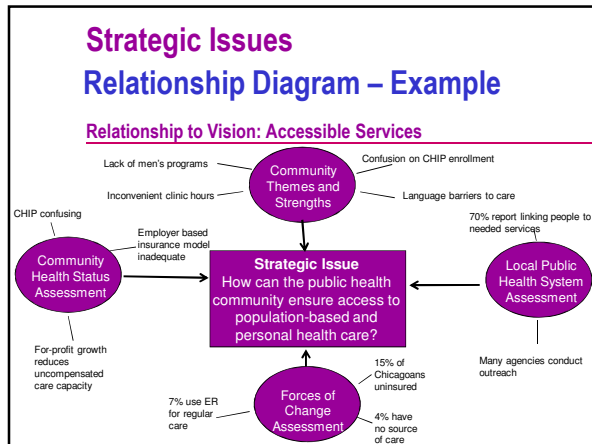 Strategic Issues
Relationship Diagram – Example
Relationship to Vision: Accessible Services
Lack of men's programs
Inconvenient clinic hours
Community
Themes and
Strengths
Confusion on CHIP enrollment
Language barriers to care
CHIP confusing
Employer based
insurance model
inadequate
Community
Health Status
Assessment
For-profit growth
reduces
uncompensated
care capacity
Strategic Issue
How can the public health
community ensure access to
population-based and
personal health care?
70% report linking people to
needed services
Local Public
Health System
Assessment
Many agencies conduct
outreach
7% use ER
for regular
care
Forces of
Change
Assessment
15% of
Chicagoans
uninsured
4% have
no source
of care